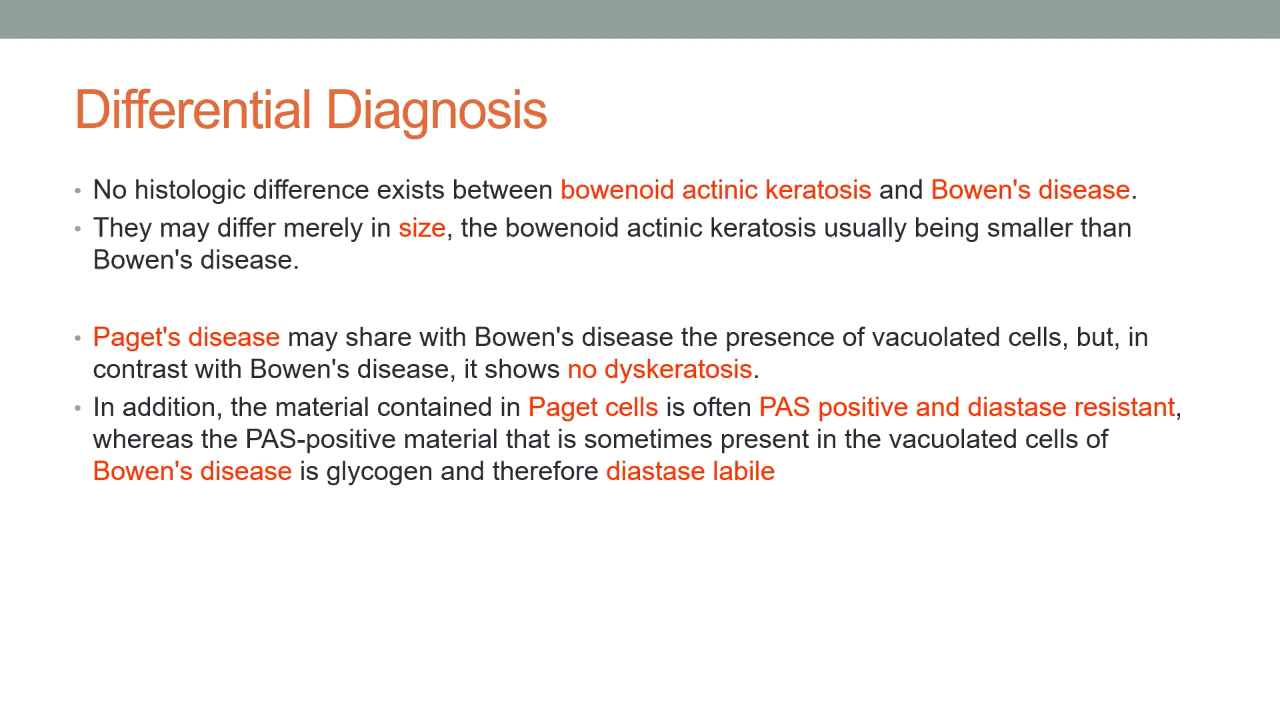 Differential Diagnosis
• No histologic difference exists between bowenoid actinic keratosis and Bowen's disease.
• They may differ merely in size, the bowenoid actinic keratosis usually being smaller than
Bowen's disease.
• Paget's disease may share with Bowen's disease the presence of vacuolated cells, but, in
contrast with Bowen's disease, it shows no dyskeratosis.
• In addition, the material contained in Paget cells is often PAS positive and diastase resistant,
whereas the PAS-positive material that is sometimes present in the vacuolated cells of
Bowen's disease is glycogen and therefore diastase labile